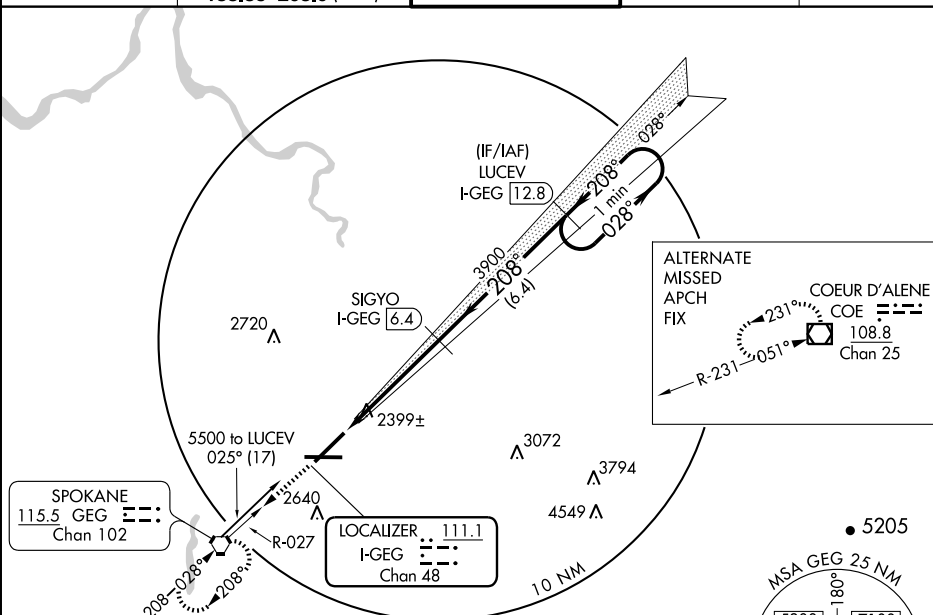 (IF/IAF)
LUCEV
I-GEG 12.8
028°
208°
1 min
028°
3900
208°
(6.4)
SIGYO
I-GEG 6.4
2720
2399±
ALTERNATE
MISSED
APCH
FIX
COEUR D'ALENE
COE
108.8
Chan 25
231°
R-231
051°
5500 to LUCEV
025° (17)
3072
3794
4549
2640
SPOKANE
115.5 GEG
Chan 102
R-027
LOCALIZER 111.1
I-GEG
Chan 48
10 NM
5205
208
028°
208°
MSA GEG 25 NM
180°